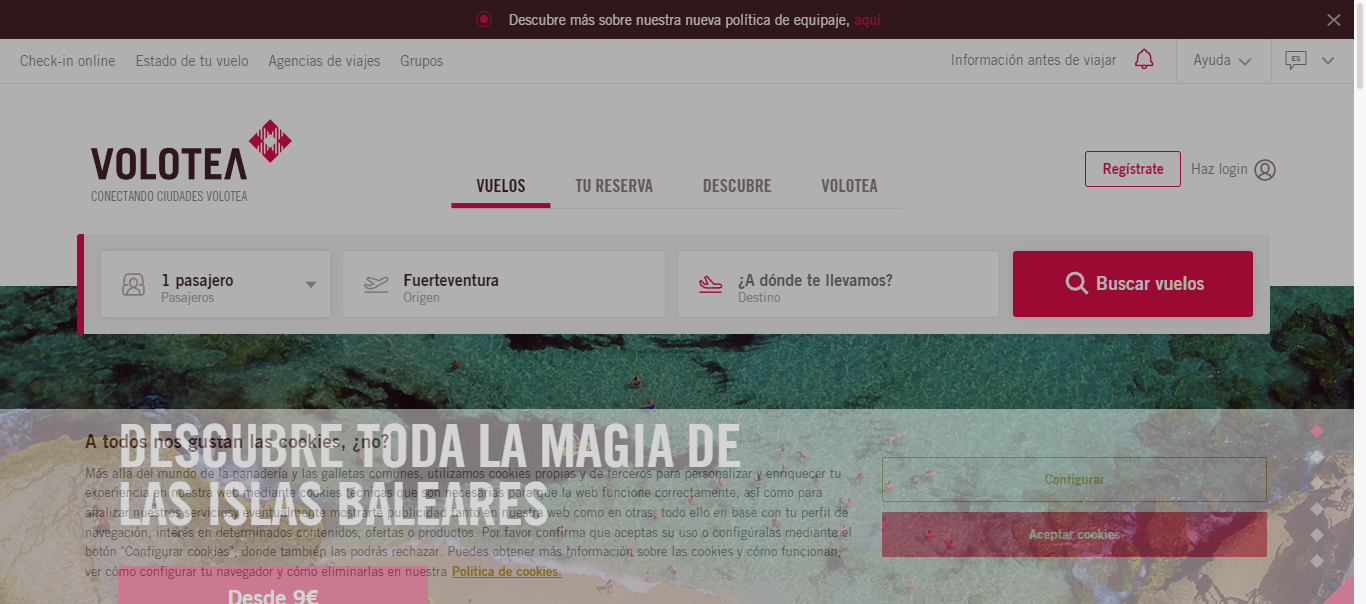 Descubre más sobre nuestra nueva política de equipaje, aquí.
Check-in online Estado de tu vuelo Agencias de viajes Grupos Información antes de viajar Ayuda ES
VOLOTEA
CONECTANDO CIUDADES VOLOTEA
VUELOS TU RESERVA DESCUBRE VOLOTEA
Regístrate Haz login
1 pasajero
Pasajeros
Fuerteventura
Origen
¿A dónde te llevamos?
Destino
Buscar vuelos
DESCUBRE TODA LA MAGIA DE
LAS ISLAS BALEARES
Desde 9€
A todos nos gustan las cookies, ¿no?
Más allá del mundo de la panadería y las galletas comunes, utilizamos cookies propias y de terceros para personalizar y enriquecer tu
experiencia en nuestra web mediante cookies técnicas que son necesarias para que la web funcione correctamente, así como para
analizar nuestros servicios y eventualmente mostrarte publicidad tanto en nuestra web como en otras, todo ello en base con tu perfil de
navegación, interés en determinados contenidos, ofertas o productos. Por favor confirma que aceptas su uso o configúralas mediante el
botón “Configurar cookies”, donde también las podrás rechazar. Puedes obtener más información sobre las cookies y cómo funcionan,
ver cómo configurar tu navegador y cómo eliminarlas en nuestra Política de cookies.
Configurar
Aceptar cookies